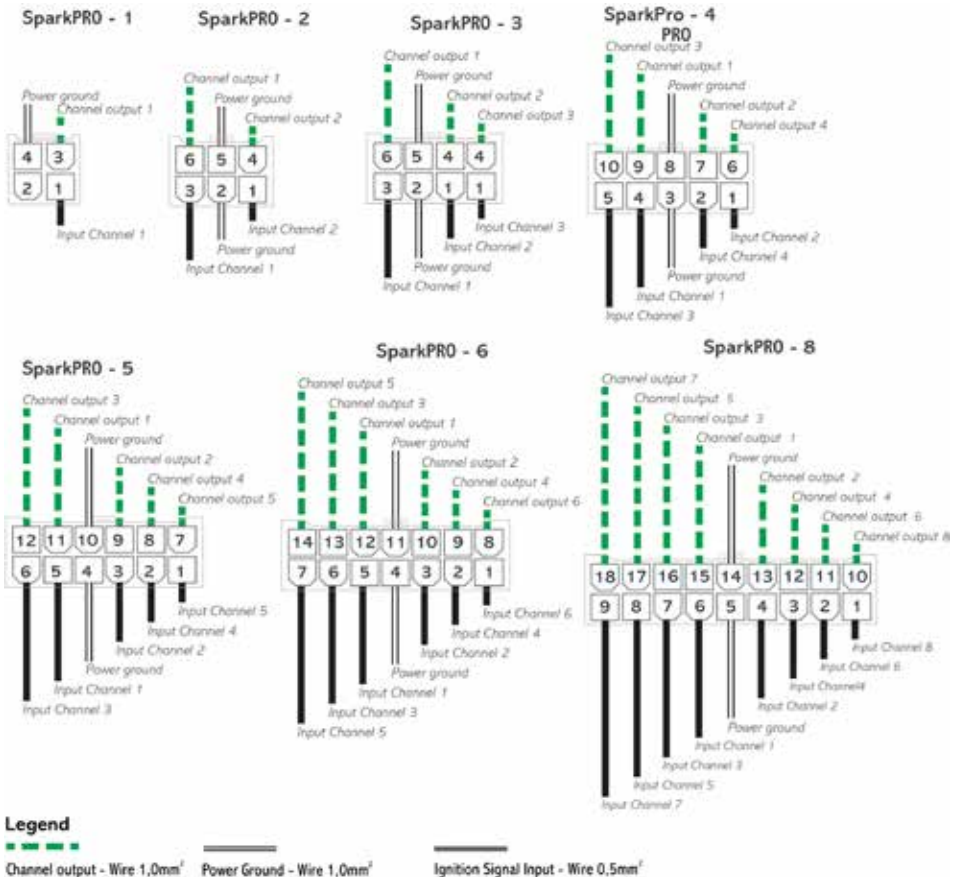 SparkPRO - 1
Power ground
Channel output 1
4 3
2 1
Input Channel 1
SparkPRO - 2
Channel output 1
Power ground
Channel output 2
6 5 4
3 2 1
Input Channel 2
Power ground
Input Channel 1
SparkPRO - 3
Channel output 1
Power ground
Channel output 2
Channel output 3
6 5 4 4
3 2 1 1
Input Channel 3
Input Channel 2
Power ground
Input Channel 1
SparkPro - 4
PRO
Channel output 3
Channel output 1
Power ground
Channel output 2
Channel output 4
10 9 8 7 6
5 4 3 2 1
Input Channel 2
Input Channel 4
Power ground
Input Channel 1
Input Channel 3
SparkPRO - 5
Channel output 3
Channel output 1
Power ground
Channel output 2
Channel output 4
Channel output 5
12 11 10 9 8 7
6 5 4 3 2 1
Input Channel 5
Input Channel 4
Input Channel 2
Power ground
Input Channel 1
Input Channel 3
SparkPRO - 6
Channel output 5
Channel output 3
Channel output 1
Power ground
Channel output 2
Channel output 4
Channel output 6
14 13 12 11 10 9 8
7 6 5 4 3 2 1
Input Channel 6
Input Channel 4
Input Channel 2
Power ground
Input Channel 1
Input Channel 3
Input Channel 5
SparkPRO - 8
Channel output 7
Channel output 5
Channel output 3
Channel output 1
Power ground
Channel output 2
Channel output 4
Channel output 6
Channel output 8
18 17 16 15 14 13 12 11 10
9 8 7 6 5 4 3 2 1
Input Channel 8
Input Channel 6
Input Channel4
Input Channel 2
Power ground
Input Channel 1
Input Channel 3
Input Channel 5
Input Channel 7
Legend
Channel output - Wire 1,0mm²
Power Ground - Wire 1,0mm²
Ignition Signal Input - Wire 0,5mm²